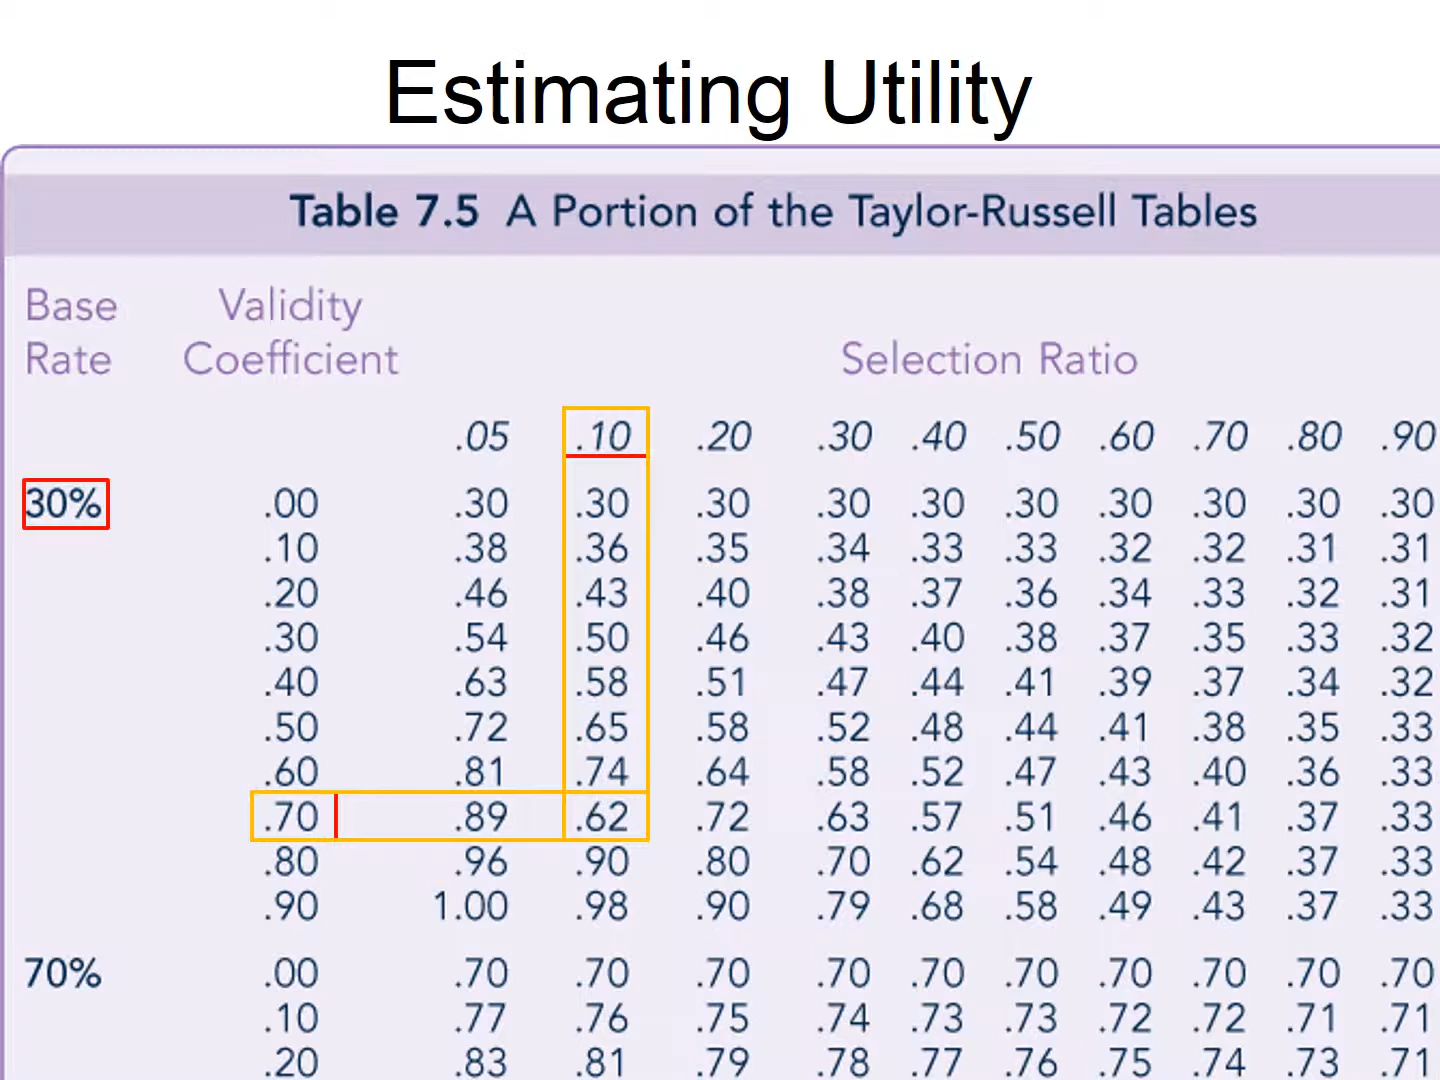 Estimating Utility
Table 7.5 A Portion of the Taylor-Russell Tables
Base Rate Validity Coefficient Selection Ratio
.05 .10 .20 .30 .40 .50 .60 .70 .80 .90
30% .00 .30 .30 .30 .30 .30 .30 .30 .30 .30 .30
.10 .38 .36 .35 .34 .33 .33 .32 .32 .31 .31
.20 .46 .43 .40 .38 .37 .36 .34 .33 .32 .31
.30 .54 .50 .46 .43 .40 .38 .37 .35 .33 .32
.40 .63 .58 .51 .47 .44 .41 .39 .37 .34 .32
.50 .72 .65 .58 .52 .48 .44 .41 .38 .35 .33
.60 .81 .74 .64 .58 .52 .47 .43 .40 .36 .33
.70 .89 .62 .72 .63 .57 .51 .46 .41 .37 .33
.80 .96 .90 .80 .70 .62 .54 .48 .42 .37 .33
.90 1.00 .98 .90 .79 .68 .58 .49 .43 .37 .33
70% .00 .70 .70 .70 .70 .70 .70 .70 .70 .70 .70
.10 .77 .76 .75 .74 .73 .73 .72 .72 .71 .71
.20 .83 .81 .79 .78 .77 .76 .75 .74 .73 .71